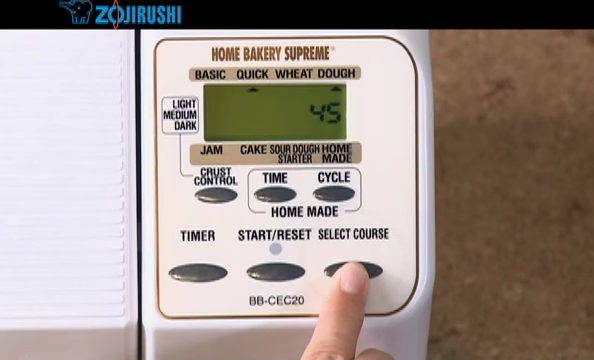 ZOJIRUSHI
HOME BAKERY SUPREME®
BASIC QUICK WHEAT DOUGH
LIGHT
MEDIUM
DARK
45
JAM CAKE SOUR DOUGH STARTER HOME MADE
CRUST CONTROL
TIME CYCLE
HOME MADE
TIMER START/RESET SELECT COURSE
BB-CEC20